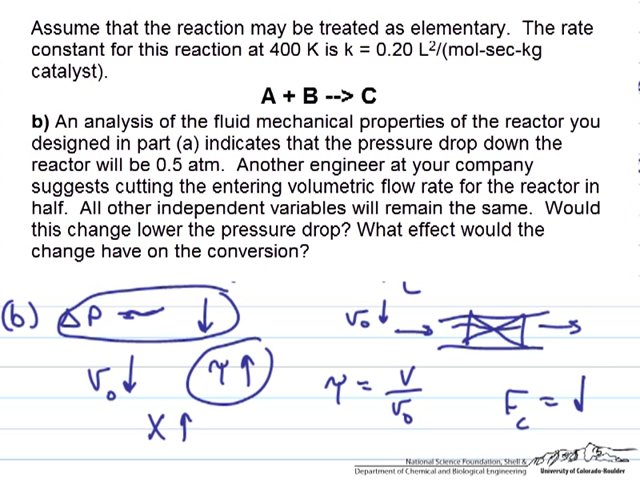 Assume that the reaction may be treated as elementary. The rate
constant for this reaction at 400 K is k = 0.20 L²/(mol-sec-kg
catalyst).
A + B --> C
b) An analysis of the fluid mechanical properties of the reactor you
designed in part (a) indicates that the pressure drop down the
reactor will be 0.5 atm. Another engineer at your company
suggests cutting the entering volumetric flow rate for the reactor in
half. All other independent variables will remain the same. Would
this change lower the pressure drop? What effect would the
change have on the conversion?
(b) ΔP ~ ↓ v₀ ↓ → →
v₀ ↓ τ ↑ τ = V/v₀ F_C = ↓
X ↑
National Science Foundation, Shell &
Department of Chemical and Biological Engineering University of Colorado-Boulder